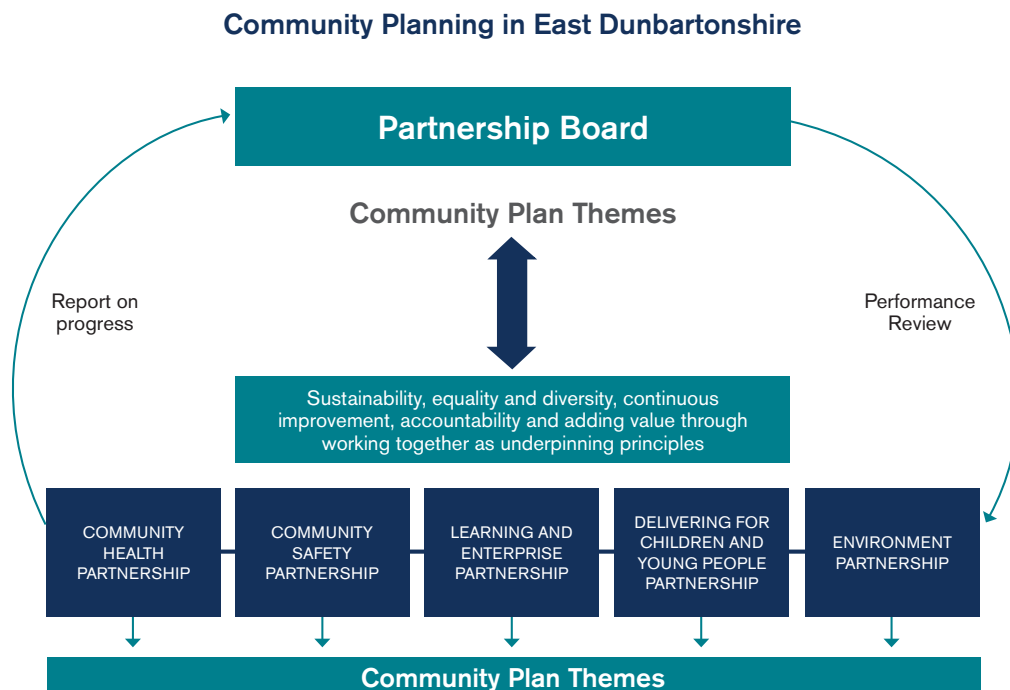 Community Planning in East Dunbartonshire
Partnership Board
Community Plan Themes
Report on
progress
Performance
Review
Sustainability, equality and diversity, continuous
improvement, accountability and adding value through
working together as underpinning principles
COMMUNITY
HEALTH
PARTNERSHIP
COMMUNITY
SAFETY
PARTNERSHIP
LEARNING AND
ENTERPRISE
PARTNERSHIP
DELIVERING FOR
CHILDREN AND
YOUNG PEOPLE
PARTNERSHIP
ENVIRONMENT
PARTNERSHIP
Community Plan Themes